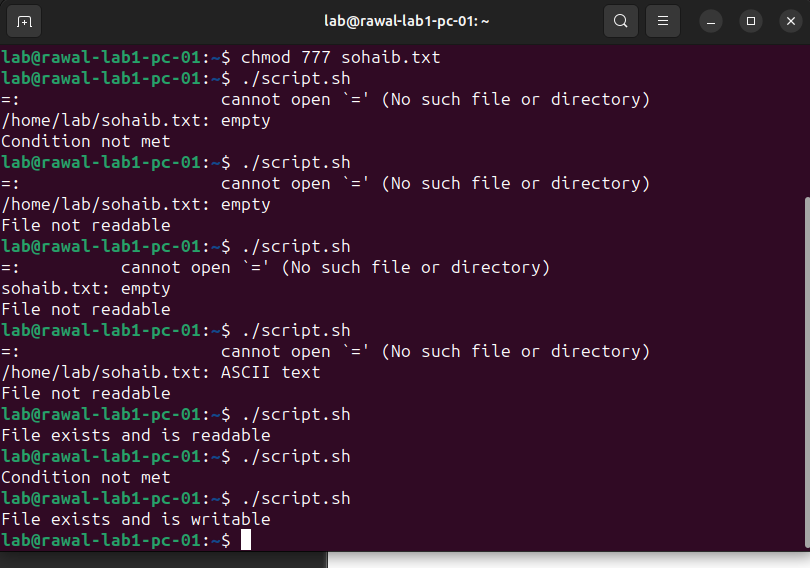 lab@rawal-lab1-pc-01: ~
lab@rawal-lab1-pc-01:~$ chmod 777 sohaib.txt
lab@rawal-lab1-pc-01:~$ ./script.sh
=:                    cannot open `=' (No such file or directory)
/home/lab/sohaib.txt: empty
Condition not met
lab@rawal-lab1-pc-01:~$ ./script.sh
=:                    cannot open `=' (No such file or directory)
/home/lab/sohaib.txt: empty
File not readable
lab@rawal-lab1-pc-01:~$ ./script.sh
=:          cannot open `=' (No such file or directory)
sohaib.txt: empty
File not readable
lab@rawal-lab1-pc-01:~$ ./script.sh
=:                    cannot open `=' (No such file or directory)
/home/lab/sohaib.txt: ASCII text
File not readable
lab@rawal-lab1-pc-01:~$ ./script.sh
File exists and is readable
lab@rawal-lab1-pc-01:~$ ./script.sh
Condition not met
lab@rawal-lab1-pc-01:~$ ./script.sh
File exists and is writable
lab@rawal-lab1-pc-01:~$